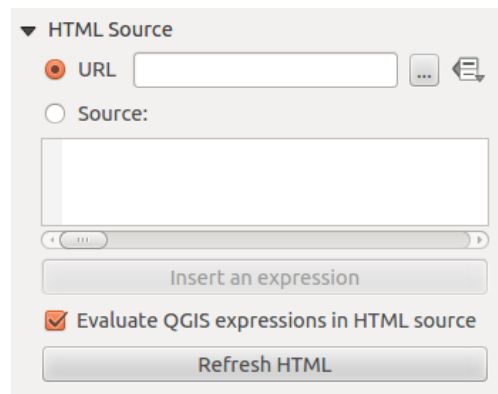 HTML Source
URL
...
Source:
Insert an expression
Evaluate QGIS expressions in HTML source
Refresh HTML